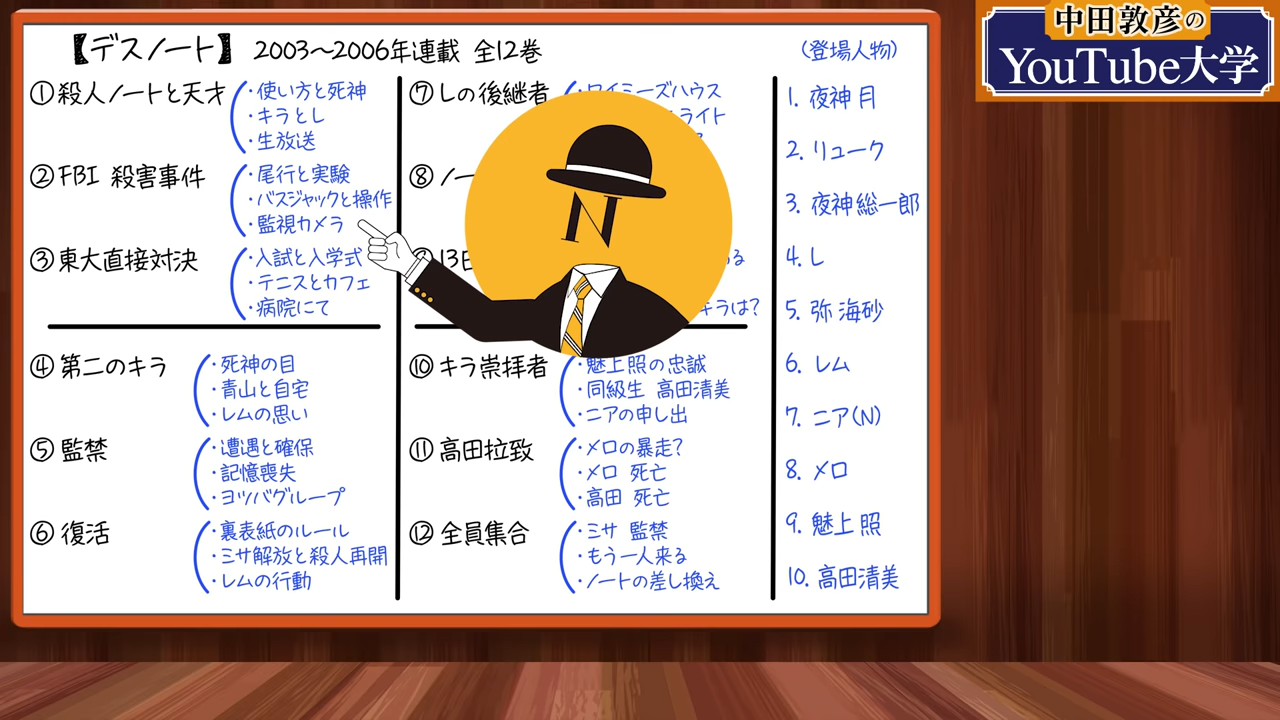 【デスノート】 2003〜2006年連載 全12巻
①殺人ノートと天才
・使い方と死神
・キラとL
・生放送
②FBI 殺害事件
・尾行と実験
・バスジャックと操作
・監視カメラ
③東大直接対決
・入試と入学式
・テニスとカフェ
・病院にて
④第二のキラ
・死神の目
・青山と自宅
・レムの思い
⑤監禁
・遭遇と確保
・記憶喪失
・ヨツバグループ
⑥復活
・裏表紙のルール
・ミサ解放と殺人再開
・レムの行動
⑦Lの後継者
・ワイミーズハウス
ライト
⑧ノー
13日
る
キラは?
⑩キラ崇拝者
・魅上照の忠誠
・同級生 高田清美
・ニアの申し出
⑪高田拉致
・メロの暴走?
・メロ 死亡
・高田 死亡
⑫全員集合
・ミサ 監禁
・もう一人来る
・ノートの差し換え
(登場人物)
1. 夜神月
2. リューク
3. 夜神総一郎
4. L
5. 弥海砂
6. レム
7. ニア(N)
8. メロ
9. 魅上照
10. 高田清美
N
中田敦彦の
YouTube大学